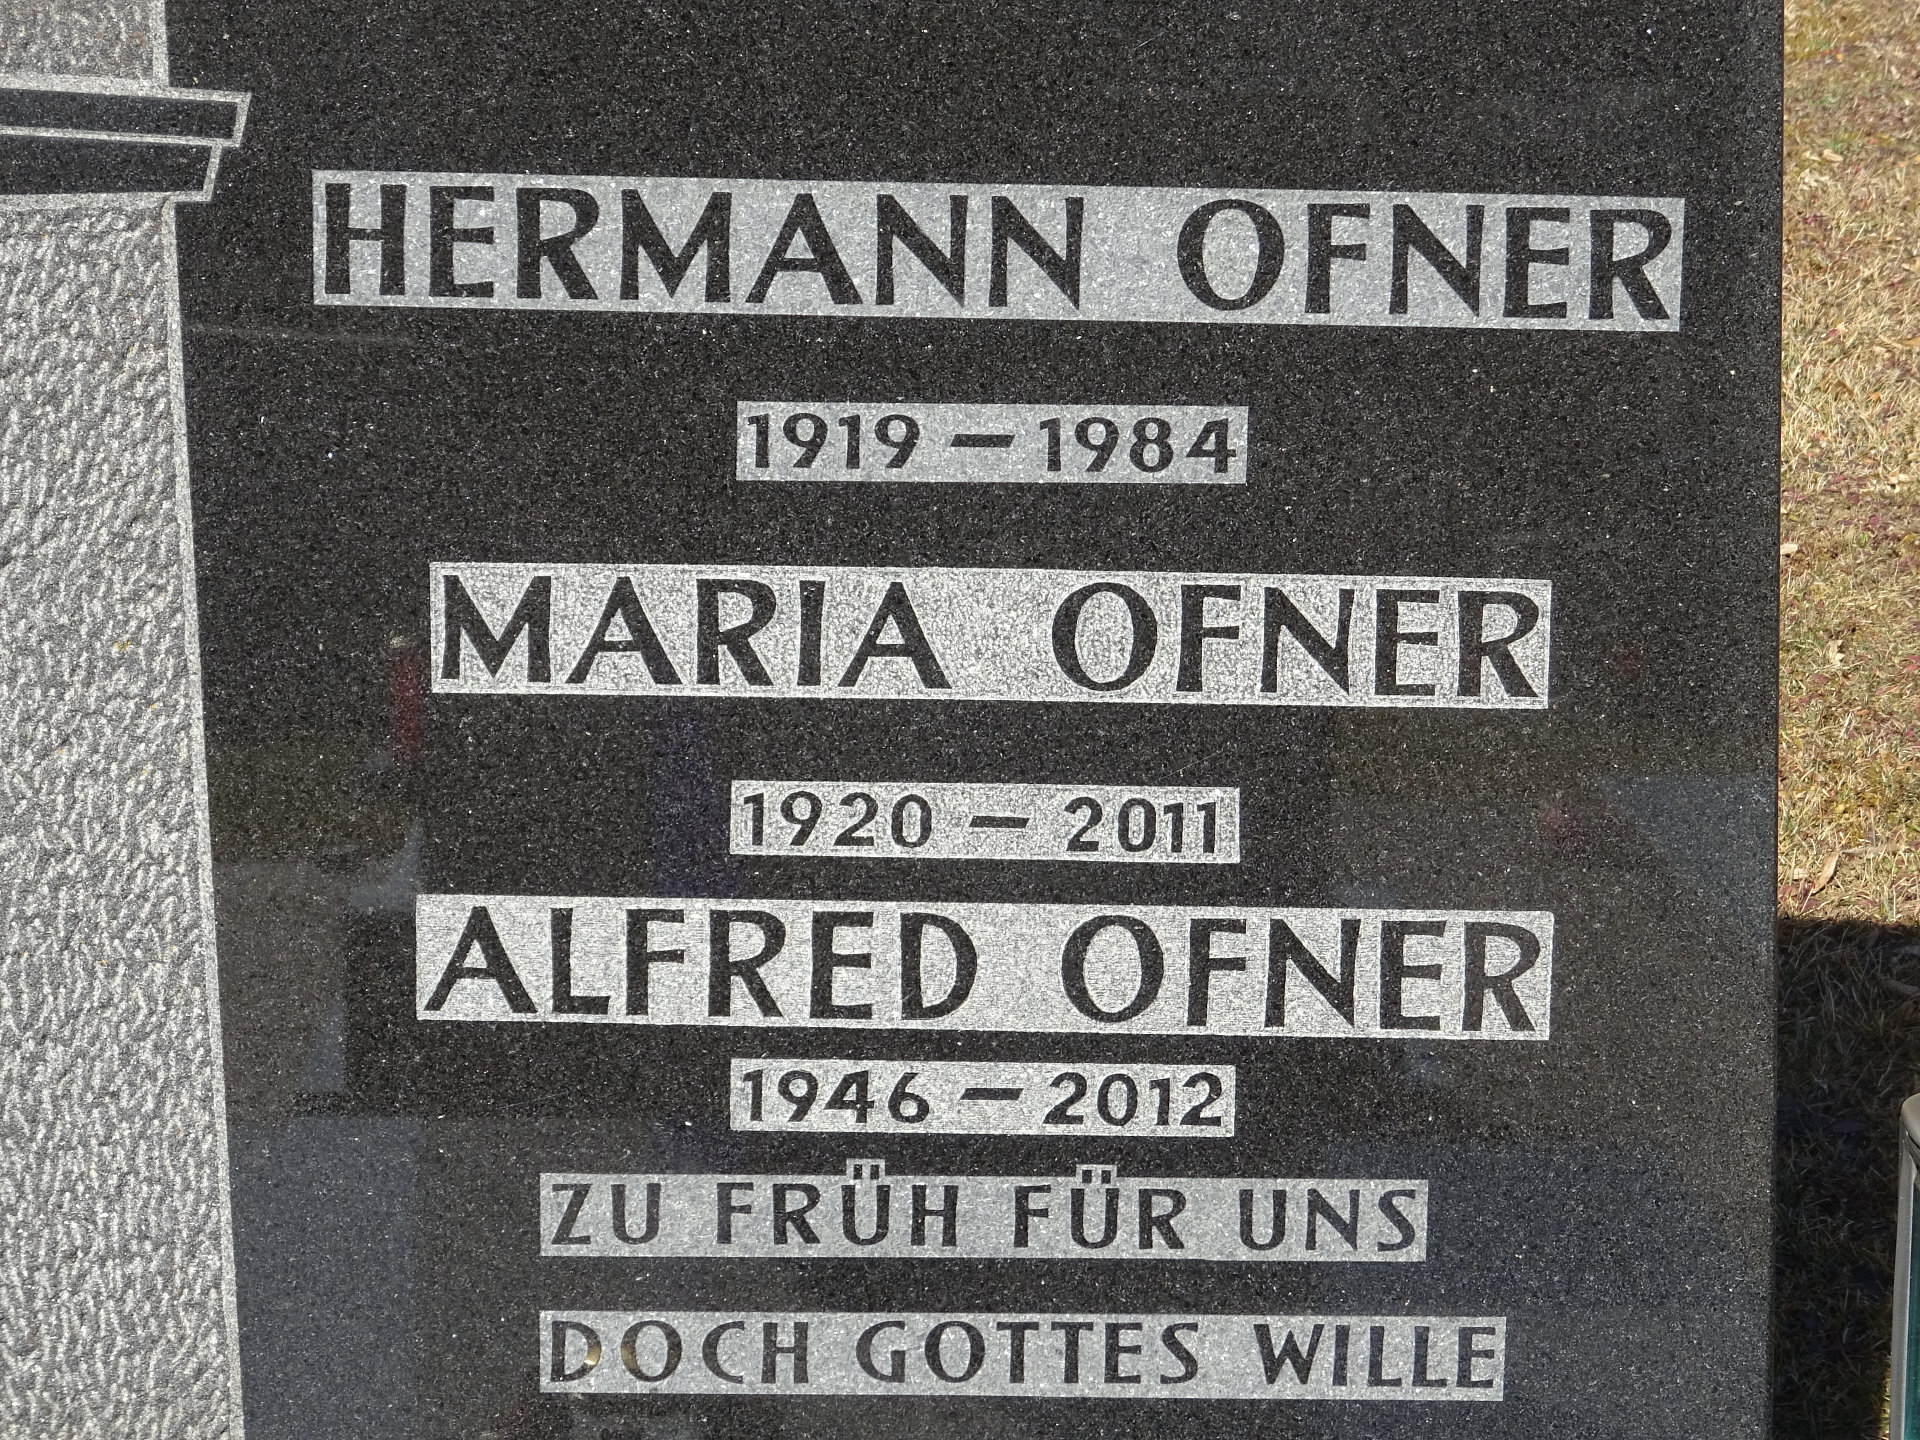 HERMANN OFNER
1919 – 1984
MARIA OFNER
1920 – 2011
ALFRED OFNER
1946 – 2012
ZU FRÜH FÜR UNS
DOCH GOTTES WILLE